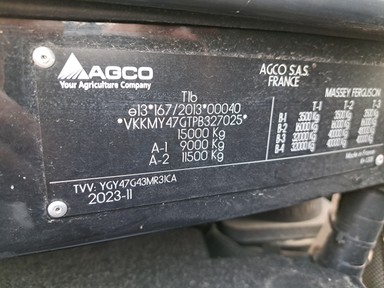 AGCO
Your Agriculture Company
AGCO S.A.S.
FRANCE
T1b
e13*167/2013*00040
*VKKMY47GTPB327025*
15000 Kg
A-1 9000 Kg
A-2 11500 Kg
MASSEY FERGUSON
T-1 T-2 T-3
B-1 3500 Kg
B-2
B-3 32000 Kg
B-4 32000 Kg
TVV: YGY47G43MR31CA
2023-11